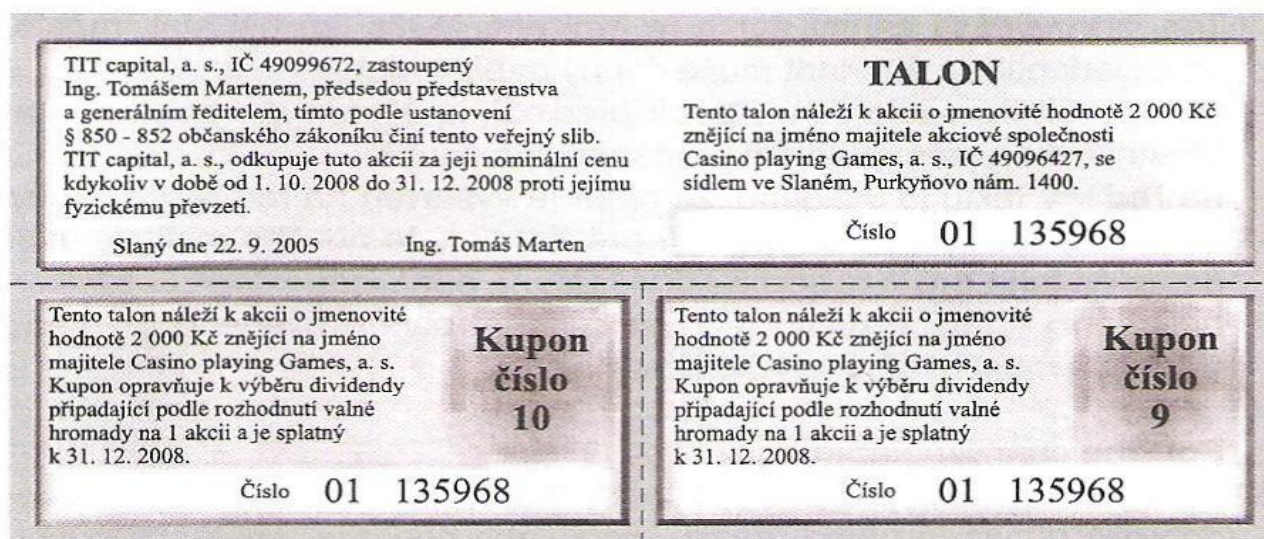 TIT capital, a. s., IČ 49099672, zastoupený
Ing. Tomášem Martenem, předsedou představenstva
a generálním ředitelem, tímto podle ustanovení
§ 850 - 852 občanského zákoníku činí tento veřejný slib.
TIT capital, a. s., odkupuje tuto akcii za jeji nominální cenu
kdykoliv v době od 1. 10. 2008 do 31. 12. 2008 proti jejímu
fyzickému převzetí.
Slaný dne 22. 9. 2005 Ing. Tomáš Marten
TALON
Tento talon náleží k akcii o jmenovité hodnotě 2 000 Kč
znějící na jméno majitele akciové společnosti
Casino playing Games, a. s., IČ 49096427, se
sídlem ve Slaném, Purkyňovo nám. 1400.
Číslo 01 135968
Tento talon náleží k akcii o jmenovité
hodnotě 2 000 Kč znějící na jméno
majitele Casino playing Games, a. s.
Kupon opravňuje k výběru dividendy
připadající podle rozhodnutí valné
hromady na 1 akcii a je splatný
k 31. 12. 2008.
Kupon
číslo
10
Číslo 01 135968
Tento talon náleží k akcii o jmenovité
hodnotě 2 000 Kč znějící na jméno
majitele Casino playing Games, a. s.
Kupon opravňuje k výběru dividendy
připadající podle rozhodnutí valné
hromady na 1 akcii a je splatný
k 31. 12. 2008.
Kupon
číslo
9
Číslo 01 135968